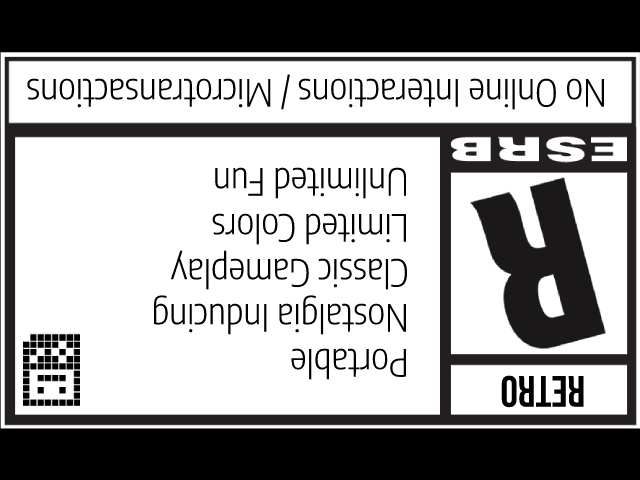 RETRO
R
ESRB
Portable
Nostalgia Inducing
Classic Gameplay
Limited Colors
Unlimited Fun
No Online Interactions / Microtransactions